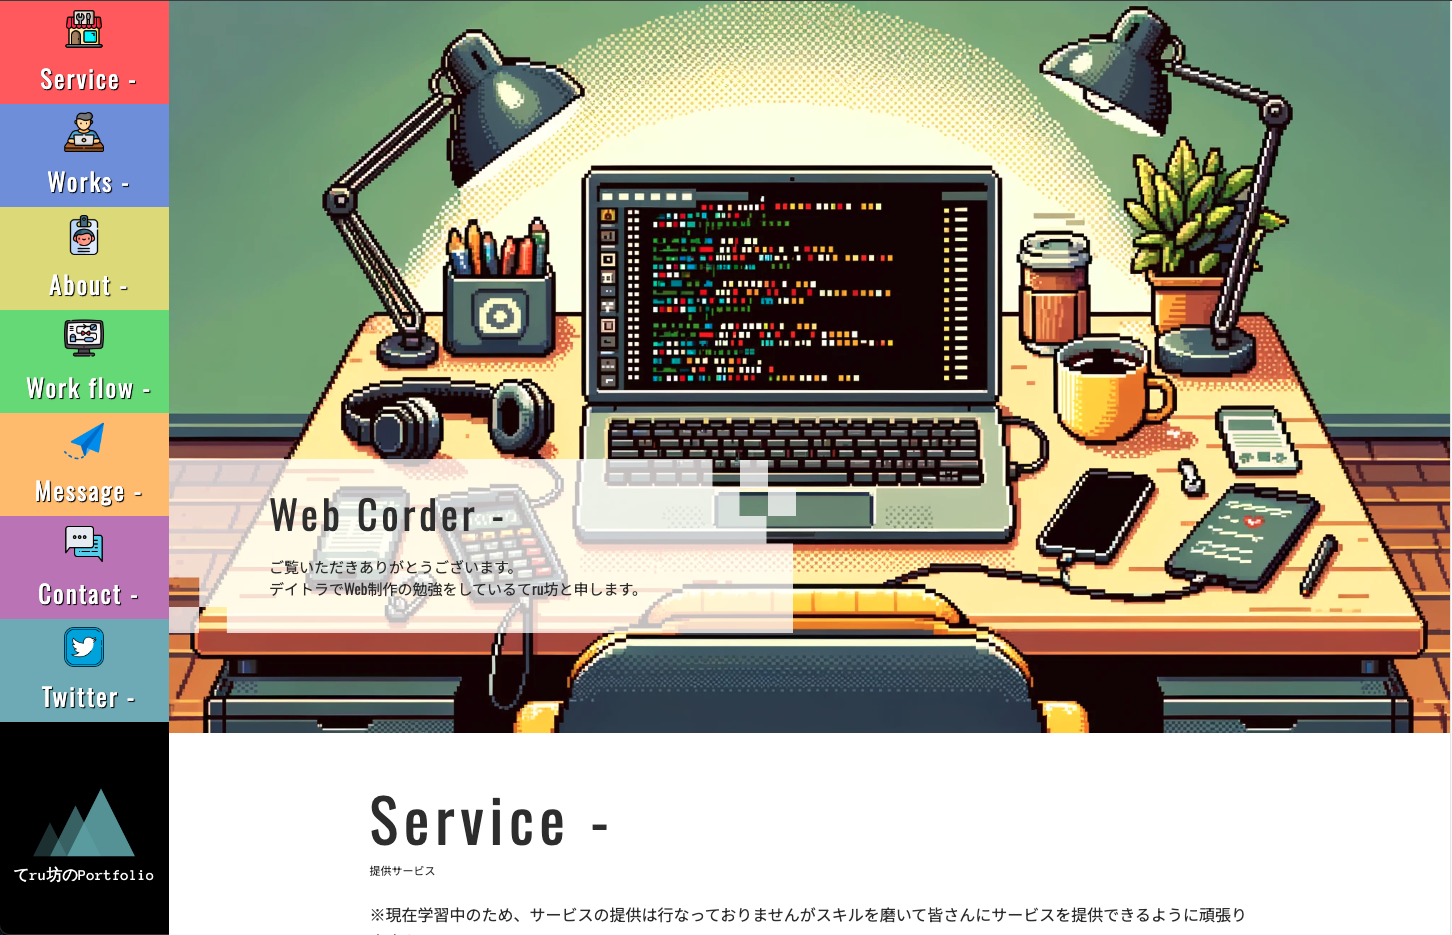 Service -
Works -
About -
Work flow -
Message -
Contact -
Twitter -
てru坊のPortfolio
Web Corder -
ご覧いただきありがとうございます。
デイトラでWeb制作の勉強をしているてru坊と申します。
Service -
提供サービス
※現在学習中のため、サービスの提供は行なっておりませんがスキルを磨いて皆さんにサービスを提供できるように頑張り